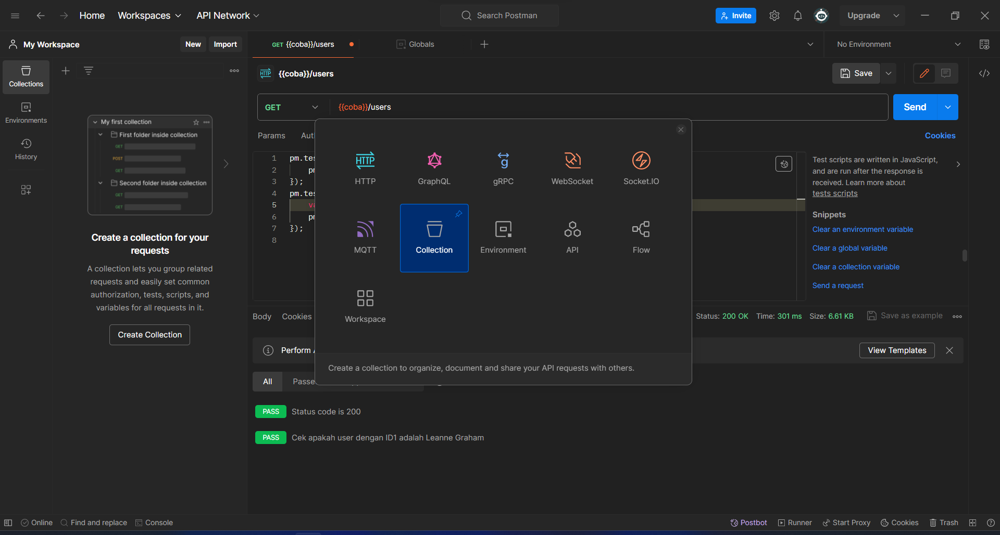 Home Workspaces API Network Search Postman Invite Upgrade
My Workspace New Import GET {{coba}}/users Globals No Environment
Collections
Environments
History
My first collection
First folder inside collection
GET
POST
GET
Second folder inside collection
GET
GET
Create a collection for your
requests
A collection lets you group related
requests and easily set common
authorization, tests, scripts, and
variables for all requests in it.
Create Collection
HTTP {{coba}}/users Save
GET {{coba}}/users Send
Params Aut Cookies
1 pm.tes
2 pm
3 });
4 pm.tes
5 va
6 pm
7 });
8
Test scripts are written in JavaScript,
and are run after the response is
received. Learn more about
tests scripts
Snippets
Clear an environment variable
Clear a global variable
Clear a collection variable
Send a request
HTTP
HTTP GraphQL gRPC WebSocket Socket.IO
MQTT Collection Environment API Flow
Workspace
Create a collection to organize, document and share your API requests with others.
Body Cookies Status: 200 OK Time: 301 ms Size: 6.61 KB Save as example
Perform View Templates
All Passe
PASS Status code is 200
PASS Cek apakah user dengan ID1 adalah Leanne Graham
Online Find and replace Console Postbot Runner Start Proxy Cookies Trash